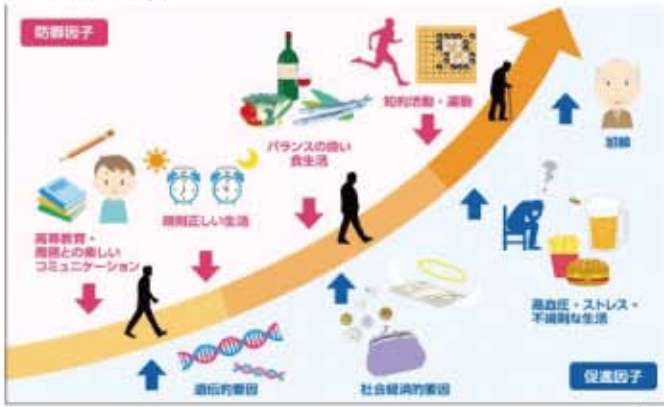 防御因子
知的活動・運動
バランスの良い
食生活
加齢
規則正しい生活
高等教育・
周囲との楽しい
コミュニケーション
高血圧・ストレス・
不規則な生活
遺伝的要因
社会経済的要因
促進因子